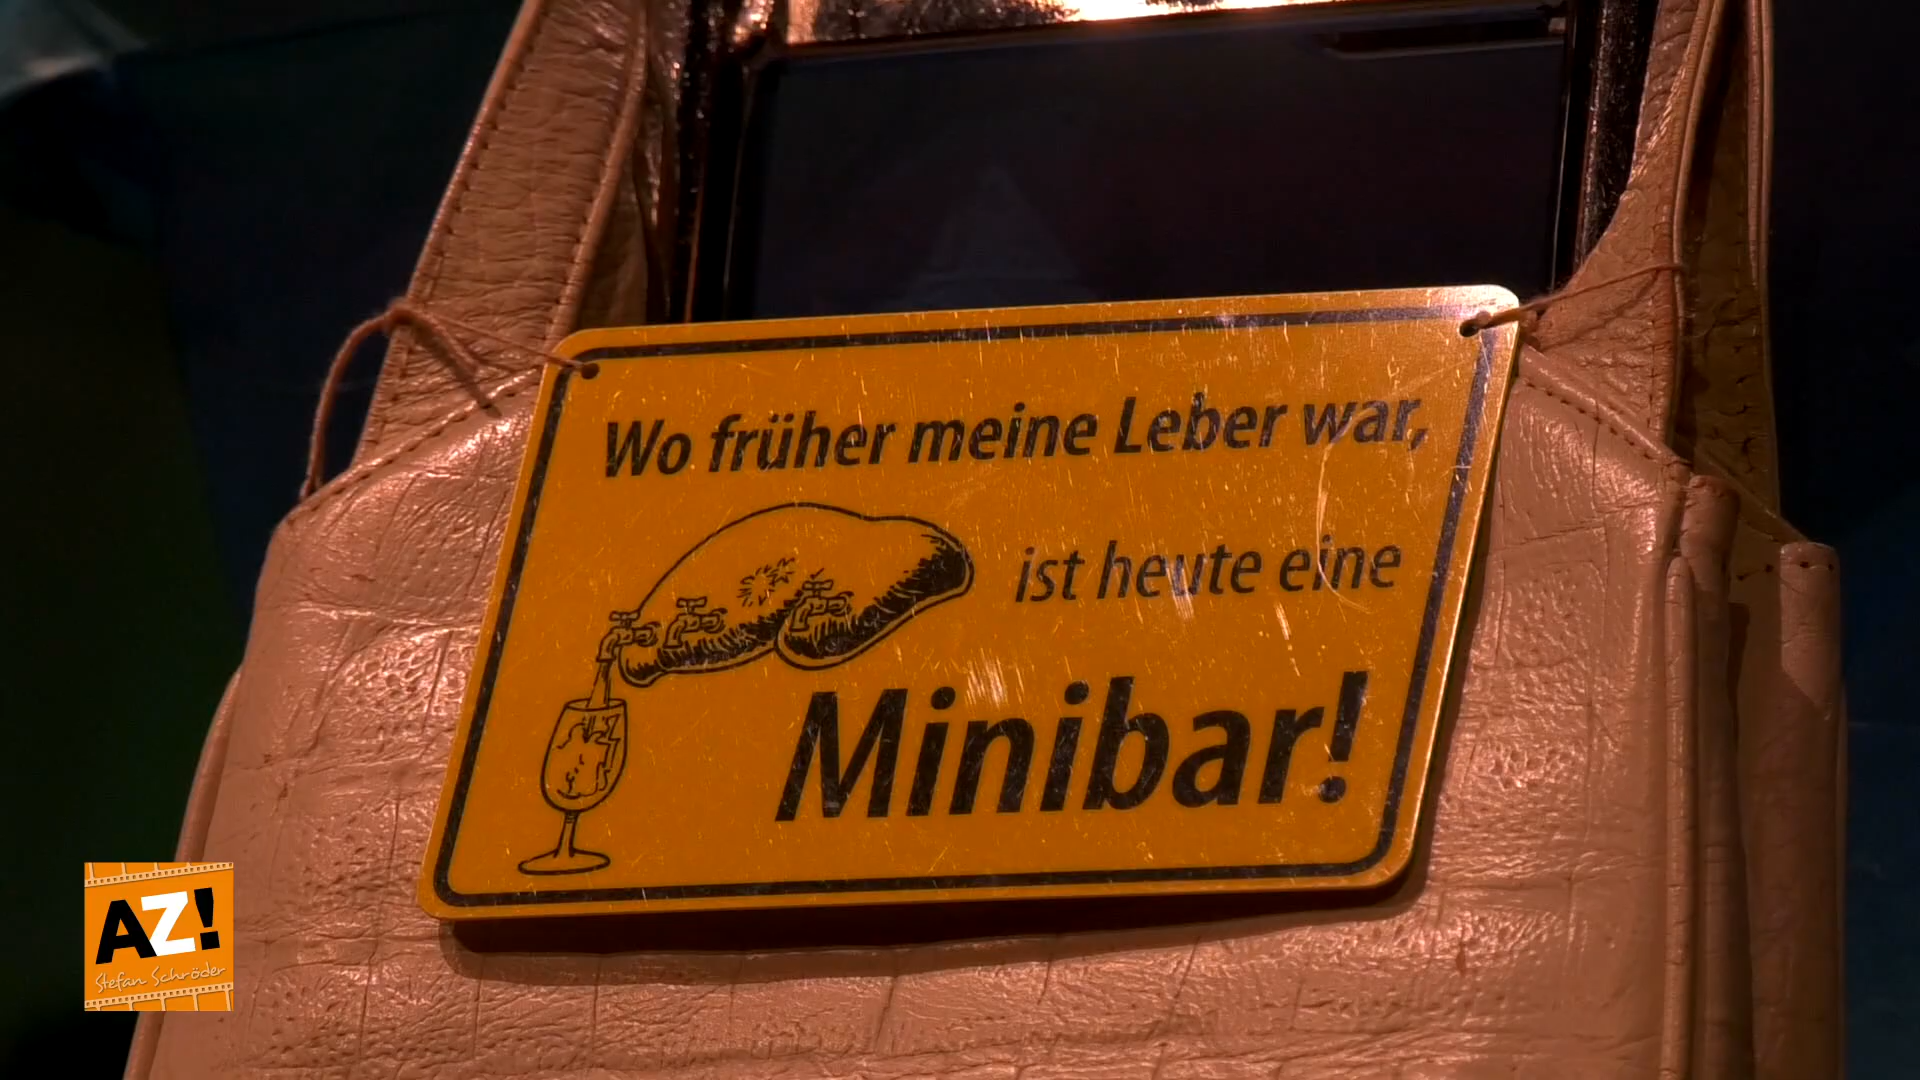 Wo früher meine Leber war,
ist heute eine
Minibar!
AZ!
Stefan Schröder